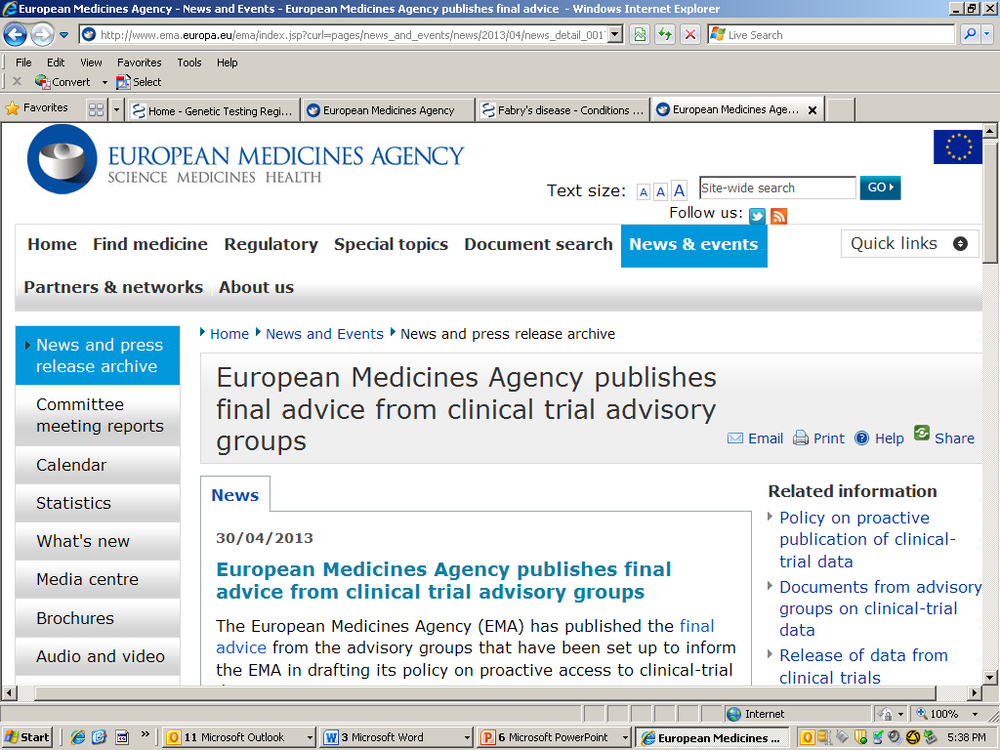 European Medicines Agency - News and Events - European Medicines Agency publishes final advice - Windows Internet Explorer
http://www.ema.europa.eu/ema/index.jsp?curl=pages/news_and_events/news/2013/04/news_detail_001
Live Search
File Edit View Favorites Tools Help
Convert Select
Favorites
Home - Genetic Testing Regi...
European Medicines Agency
Fabry's disease - Conditions ...
European Medicines Age...
EUROPEAN MEDICINES AGENCY
SCIENCE MEDICINES HEALTH
Text size: A A A
Site-wide search
GO
Follow us:
Home Find medicine Regulatory Special topics Document search News & events
Quick links
Partners & networks About us
News and press
release archive
Committee
meeting reports
Calendar
Statistics
What's new
Media centre
Brochures
Audio and video
Home News and Events News and press release archive
European Medicines Agency publishes
final advice from clinical trial advisory
groups
Email Print Help Share
News
30/04/2013
European Medicines Agency publishes final
advice from clinical trial advisory groups
The European Medicines Agency (EMA) has published the final
advice from the advisory groups that have been set up to inform
the EMA in drafting its policy on proactive access to clinical-trial
Related information
Policy on proactive
publication of clinical-
trial data
Documents from advisory
groups on clinical-trial
data
Release of data from
clinical trials
Internet
100%
Start
11 Microsoft Outlook
3 Microsoft Word
6 Microsoft PowerPoint
European Medicines ...
5:38 PM